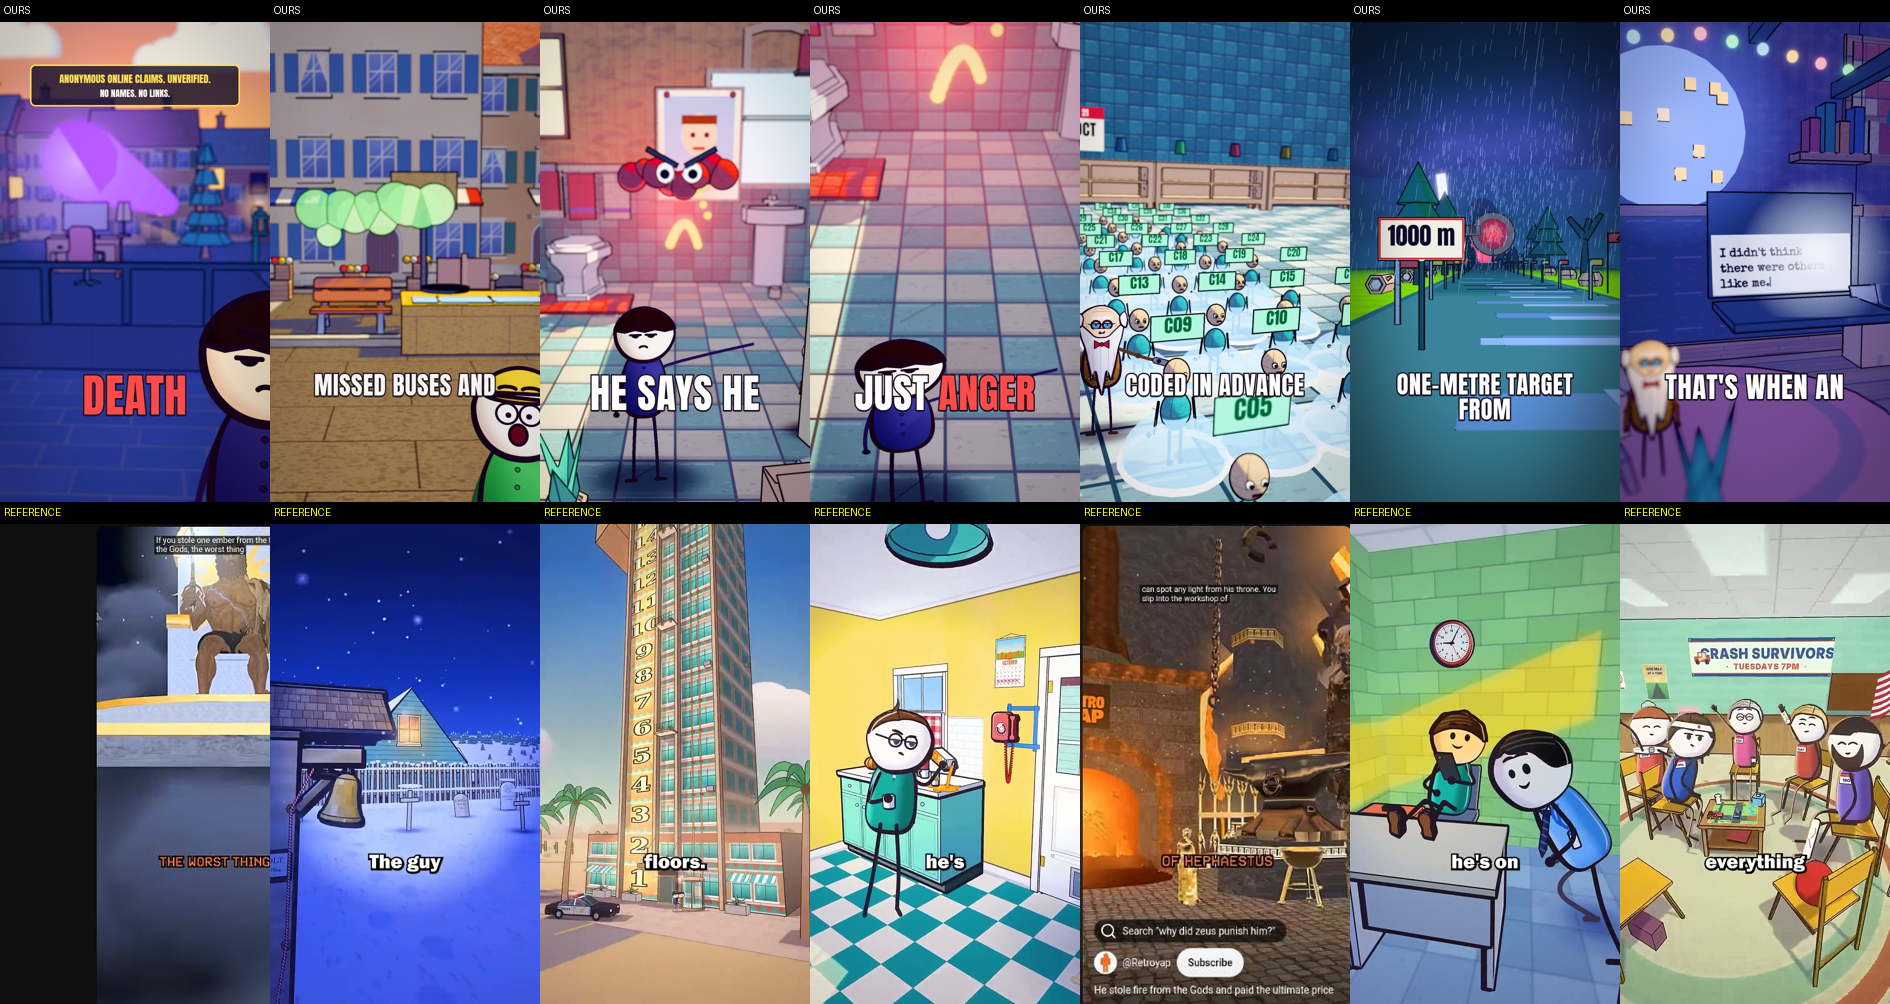 OURS
OURS
OURS
OURS
OURS
OURS
OURS
ANONYMOUS ONLINE CLAIMS. UNVERIFIED.
NO NAMES. NO LINKS.
DEATH
MISSED BUSES AND
HE SAYS HE
JUST ANGER
C17
C18
C19
C20
C21
C22
C23
C24
C13
C14
C15
C09
C10
C05
CODED IN ADVANCE
1000 m
ONE-METRE TARGET
FROM
I didn't think
there were others
like me.
THAT'S WHEN AN
REFERENCE
REFERENCE
REFERENCE
REFERENCE
REFERENCE
REFERENCE
REFERENCE
If you stole one ember from the
the Gods, the worst thing
THE WORST THING
The guy
14
13
12
11
10
9
8
7
6
5
4
3
2
1
floors.
OCTOBER
he's
can spot any light from his throne. You
slip into the workshop of
OF HEPHAESTUS
Search "why did zeus punish him?"
@Retroyap
Subscribe
He stole fire from the Gods and paid the ultimate price
he's on
CRASH SURVIVORS
TUESDAYS 7PM
everything